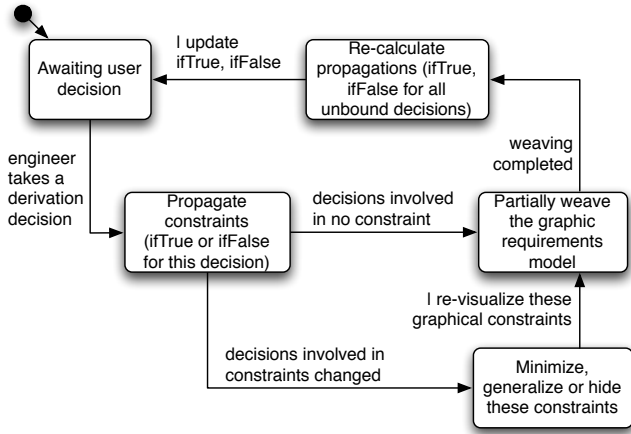 Awaiting user
decision
| update
ifTrue, ifFalse
Re-calculate
propagations (ifTrue,
ifFalse for all
unbound decisions)
engineer
takes a
derivation
decision
weaving
completed
Propagate
constraints
(ifTrue or ifFalse
for this decision)
decisions involved
in no constraint
Partially weave
the graphic
requirements
model
| re-visualize these
graphical constraints
decisions involved in
constraints changed
Minimize,
generalize or hide
these constraints